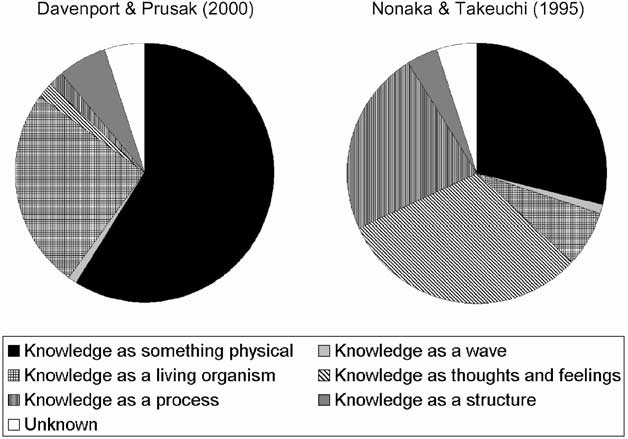 Davenport & Prusak (2000) Nonaka & Takeuchi (1995)
Knowledge as something physical Knowledge as a wave
Knowledge as a living organism Knowledge as thoughts and feelings
Knowledge as a process Knowledge as a structure
Unknown